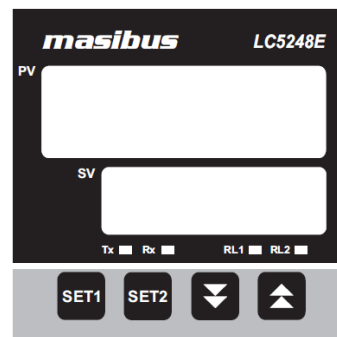 masibus LC5248E
PV
SV
Tx Rx RL1 RL2
SET1 SET2